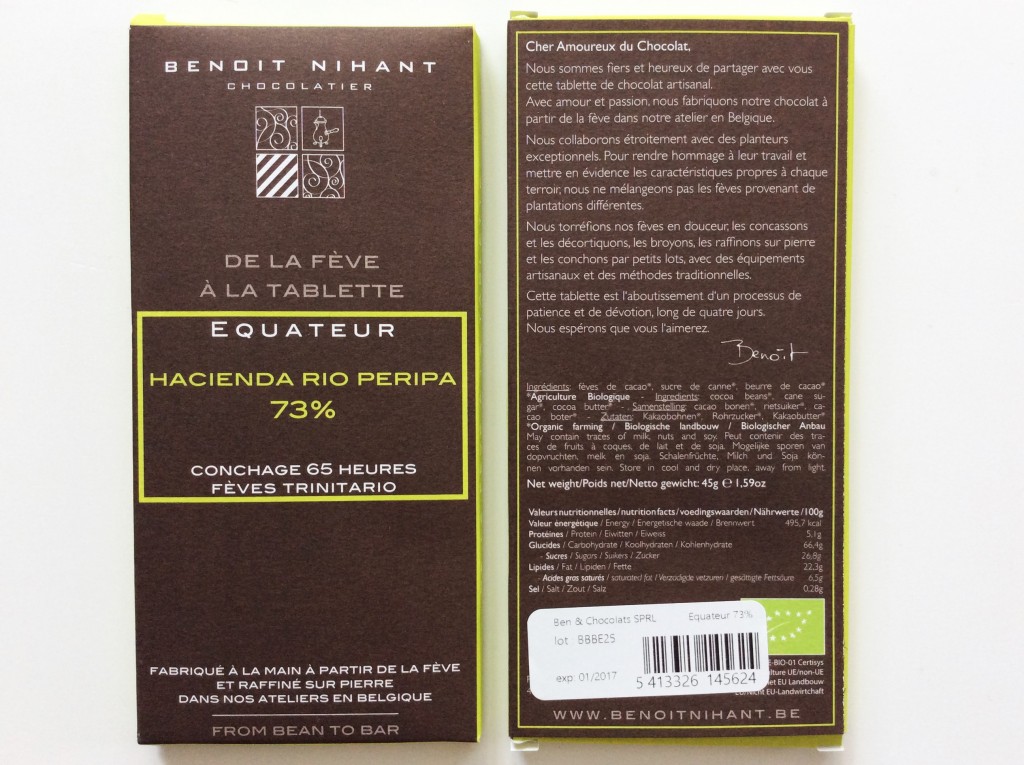 BENOIT NIHANT
CHOCOLATIER
DE LA FÈVE
À LA TABLETTE
EQUATEUR
HACIENDA RIO PERIPA
73%
CONCHAGE 65 HEURES
FÈVES TRINITARIO
FABRIQUÉ À LA MAIN À PARTIR DE LA FÈVE
ET RAFFINÉ SUR PIERRE
DANS NOS ATELIERS EN BELGIQUE
FROM BEAN TO BAR
Cher Amoureux du Chocolat,
Nous sommes fiers et heureux de partager avec vous
cette tablette de chocolat artisanal.
Avec amour et passion, nous fabriquons notre chocolat à
partir de la fève dans notre atelier en Belgique.
Nous collaborons étroitement avec des planteurs
exceptionnels. Pour rendre hommage à leur travail et
mettre en évidence les caractéristiques propres à chaque
terroir, nous ne mélangeons pas les fèves provenant de
plantations différentes.
Nous torréfions nos fèves en douceur, les concassons
et les décortiquons, les broyons, les raffinons sur pierre
et les conchons par petits lots, avec des équipements
artisanaux et des méthodes traditionnelles.
Cette tablette est l'aboutissement d'un processus de
patience et de dévotion, long de quatre jours.
Nous espérons que vous l'aimerez.
Benoit
Ingrédients: fèves de cacao*, sucre de canne*, beurre de cacao*
*Agriculture Biologique - Ingredients: cocoa beans*, cane su-
gar*, cocoa butter* - Samenstelling: cacao bonen*, rietsuiker*, ca-
cao boter* - Zutaten: Kakaobohnen*, Rohrzucker*, Kakaobutter*
*Organic farming / Biologische landbouw / Biologischer Anbau
May contain traces of milk, nuts and soy. Peut contenir des tra-
ces de fruits à coques, de lait et de soja. Mogelijke sporen van
dopvruchten, melk en soja. Schalenfrüchte, Milch und Soja kön-
nen vorhanden sein. Store in cool and dry place, away from light.
Net weight/Poids net/Netto gewicht: 45g ℮ 1,59oz
Valeurs nutritionnelles/nutrition facts/voedingswaarden/Nährwerte /100g
Valeur énergétique / Energy / Energetische waade / Brennwert 495,7 kcal
Protéines / Protein / Eiwitten / Eiweiss 5,1g
Glucides / Carbohydrate / Koolhydraten / Kohlenhydrate 66,4g
- Sucres / Sugars / Suikers / Zucker 26,8g
Lipides / Fat / Lipiden / Fette 22,3g
- Acides gras saturés / saturated fat / Verzadigde vetzuren / gesättigte Fettsäure 6,5g
Sel / Salt / Zout / Salz 0,28g
Ben & Chocolats SPRL Equateur 73%
lot BBBE25
exp. 01/2017
5 413326 145624
E-BIO-01 Certisys
ulture UE/non-UE
et EU Landbouw
EU/Nicht EU-Landwirtschaft
WWW.BENOITNIHANT.BE